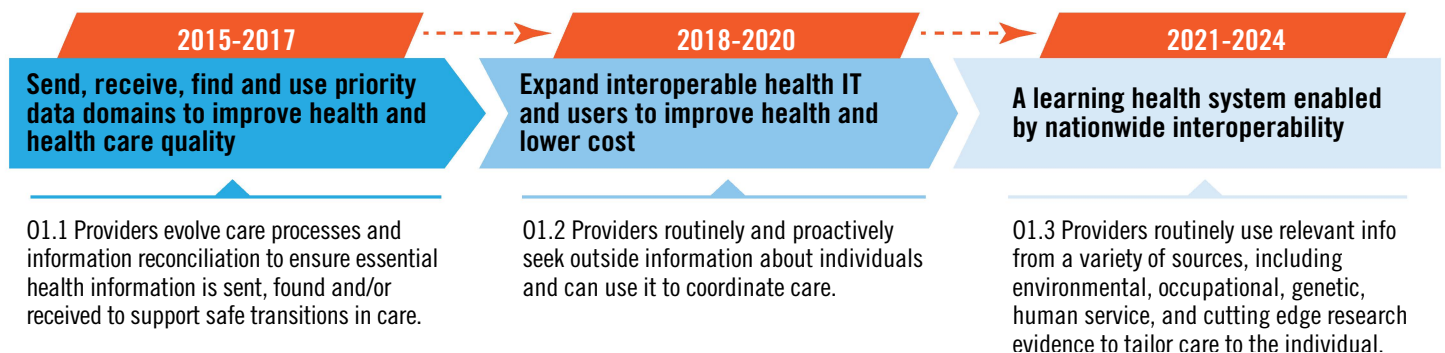 2015-2017
Send, receive, find and use priority
data domains to improve health and
health care quality
O1.1 Providers evolve care processes and
information reconciliation to ensure essential
health information is sent, found and/or
received to support safe transitions in care.
2018-2020
Expand interoperable health IT
and users to improve health and
lower cost
O1.2 Providers routinely and proactively
seek outside information about individuals
and can use it to coordinate care.
2021-2024
A learning health system enabled
by nationwide interoperability
O1.3 Providers routinely use relevant info
from a variety of sources, including
environmental, occupational, genetic,
human service, and cutting edge research
evidence to tailor care to the individual.